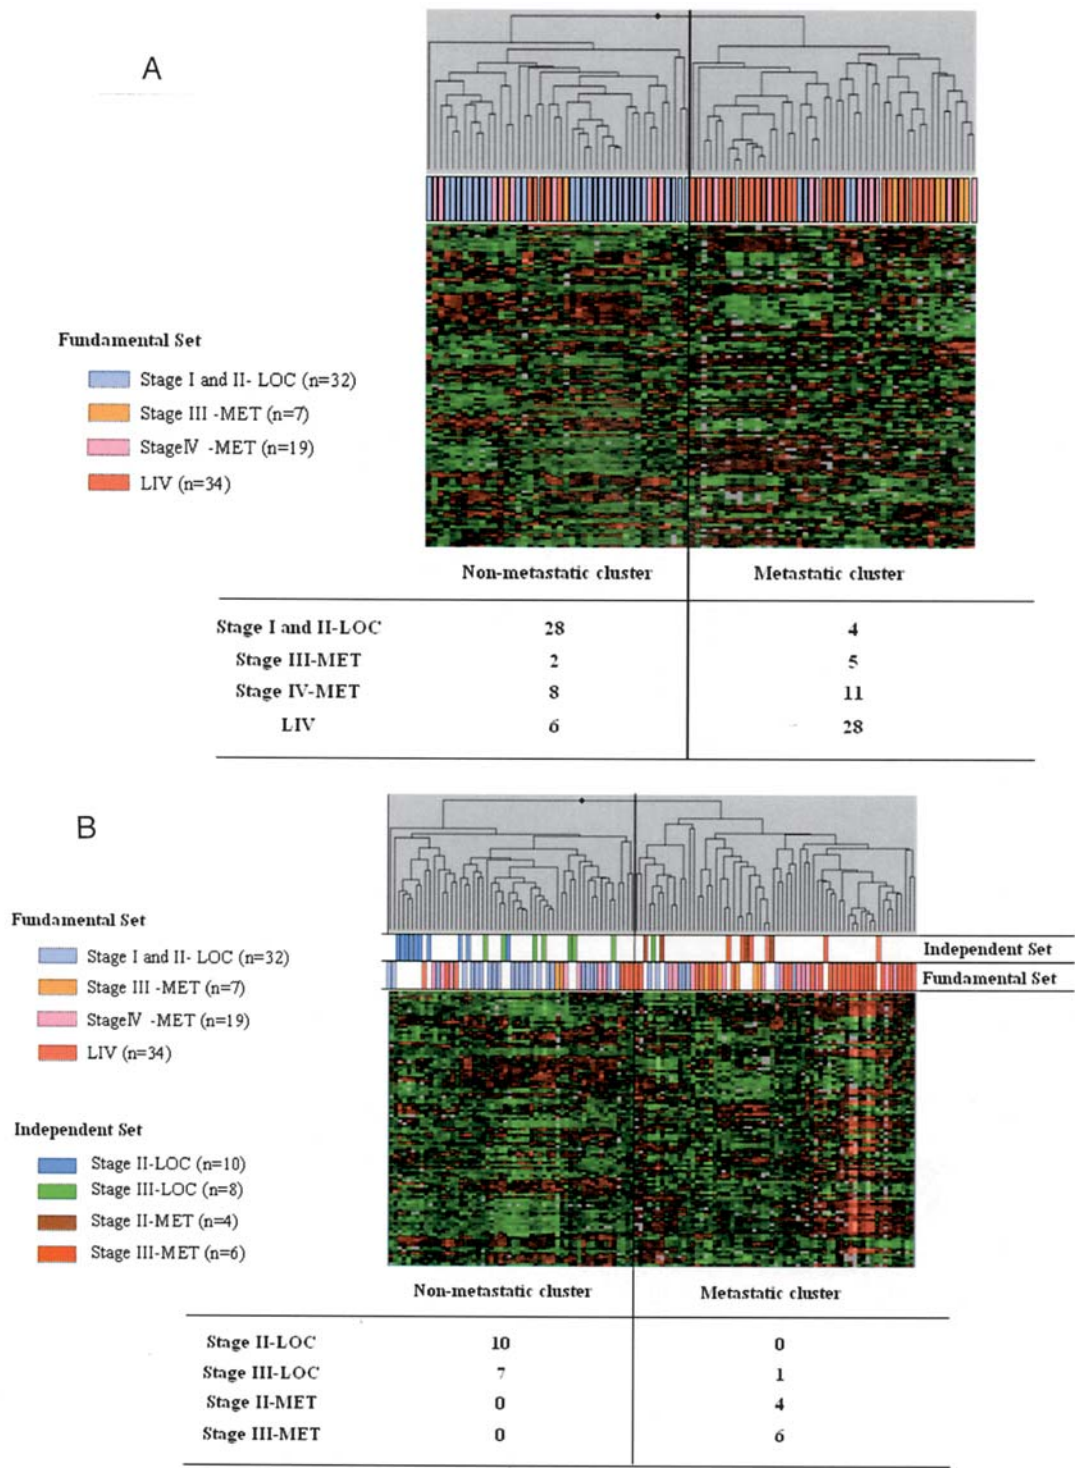 A
Fundamental Set
Stage I and II- LOC (n=32)
Stage III -MET (n=7)
StageIV -MET (n=19)
LIV (n=34)
Non-metastatic cluster Metastatic cluster
Stage I and II-LOC 28 4
Stage III-MET 2 5
Stage IV-MET 8 11
LIV 6 28
B
Independent Set
Fundamental Set
Fundamental Set
Stage I and II- LOC (n=32)
Stage III -MET (n=7)
StageIV -MET (n=19)
LIV (n=34)
Independent Set
Stage II-LOC (n=10)
Stage III-LOC (n=8)
Stage II-MET (n=4)
Stage III-MET (n=6)
Non-metastatic cluster Metastatic cluster
Stage II-LOC 10 0
Stage III-LOC 7 1
Stage II-MET 0 4
Stage III-MET 0 6